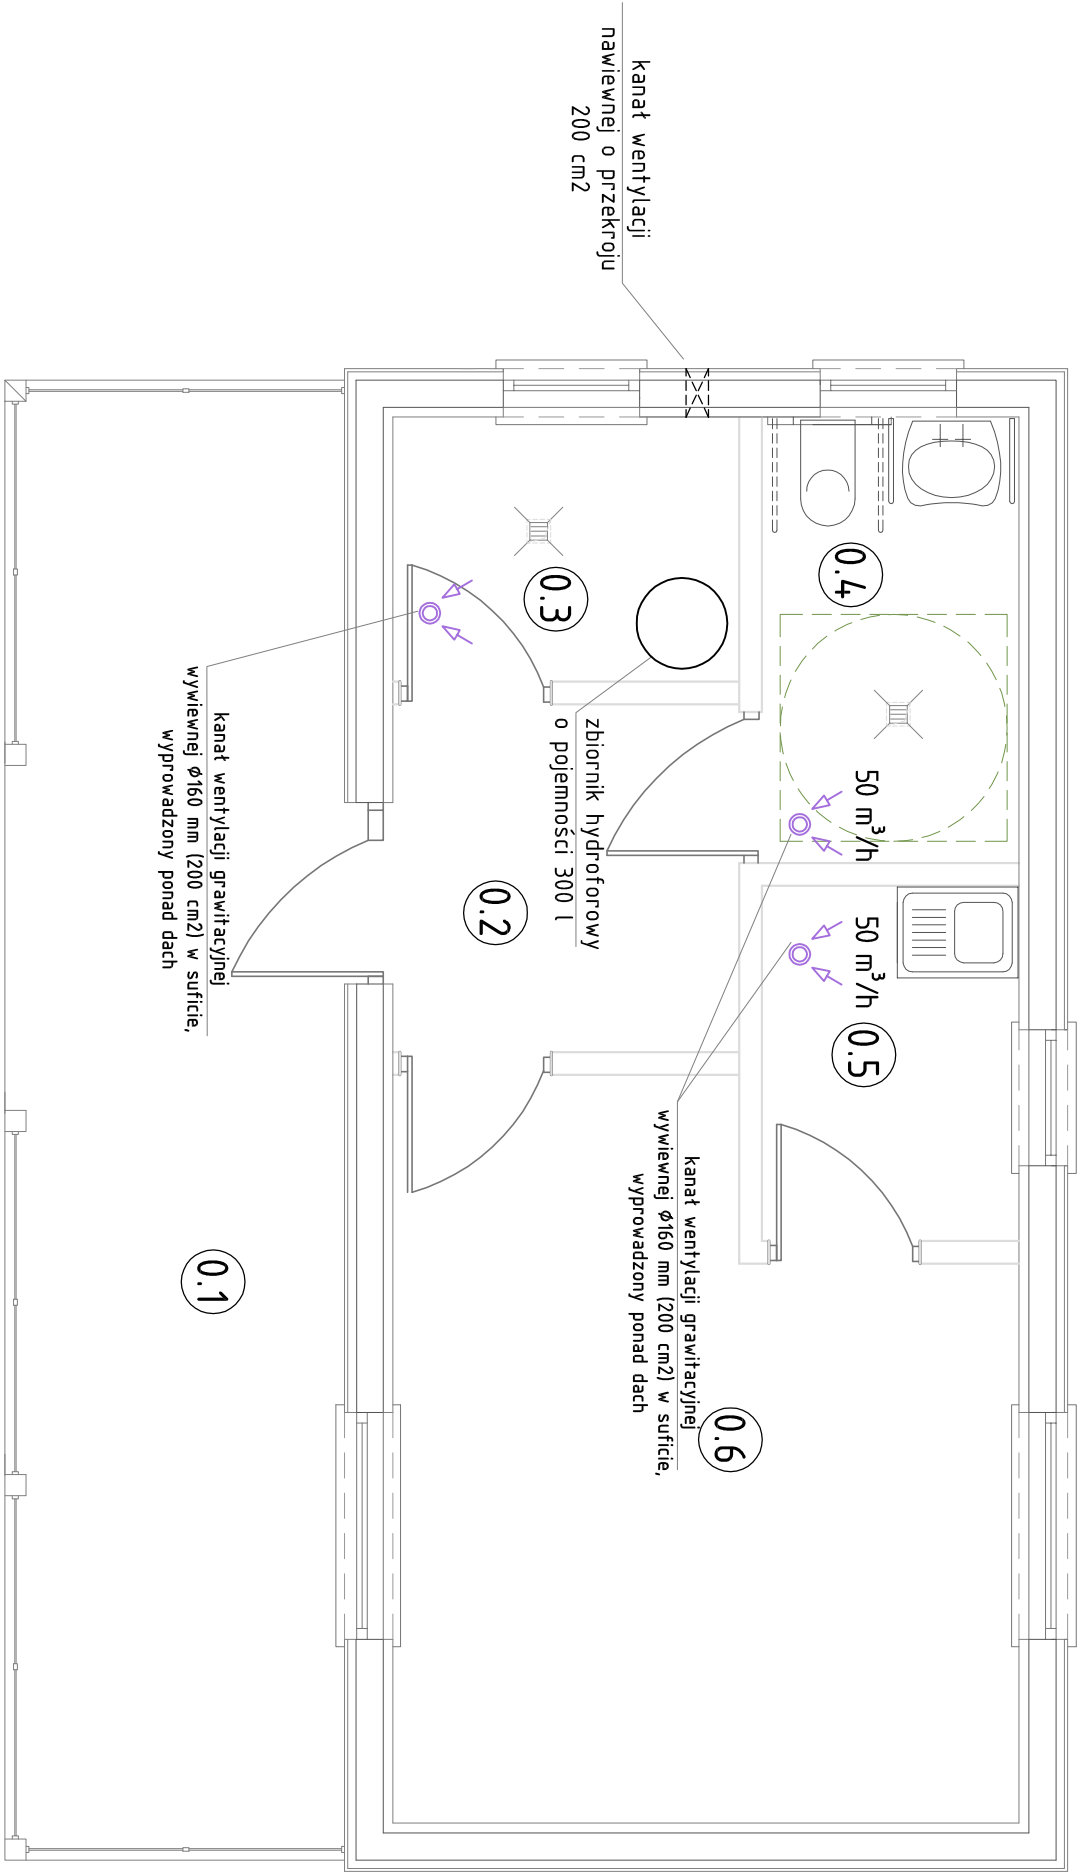 kanał wentylacji
nawiewnej o przekroju
200 cm2
0.4
0.3
50 m³/h
50 m³/h
zbiornik hydroforowy
o pojemności 300 l
0.2
0.5
kanał wentylacji grawitacyjnej
wywiewnej ϕ160 mm (200 cm2) w suficie,
wyprowadzony ponad dach
kanał wentylacji grawitacyjnej
wywiewnej ϕ160 mm (200 cm2) w suficie,
wyprowadzony ponad dach
0.6
0.1